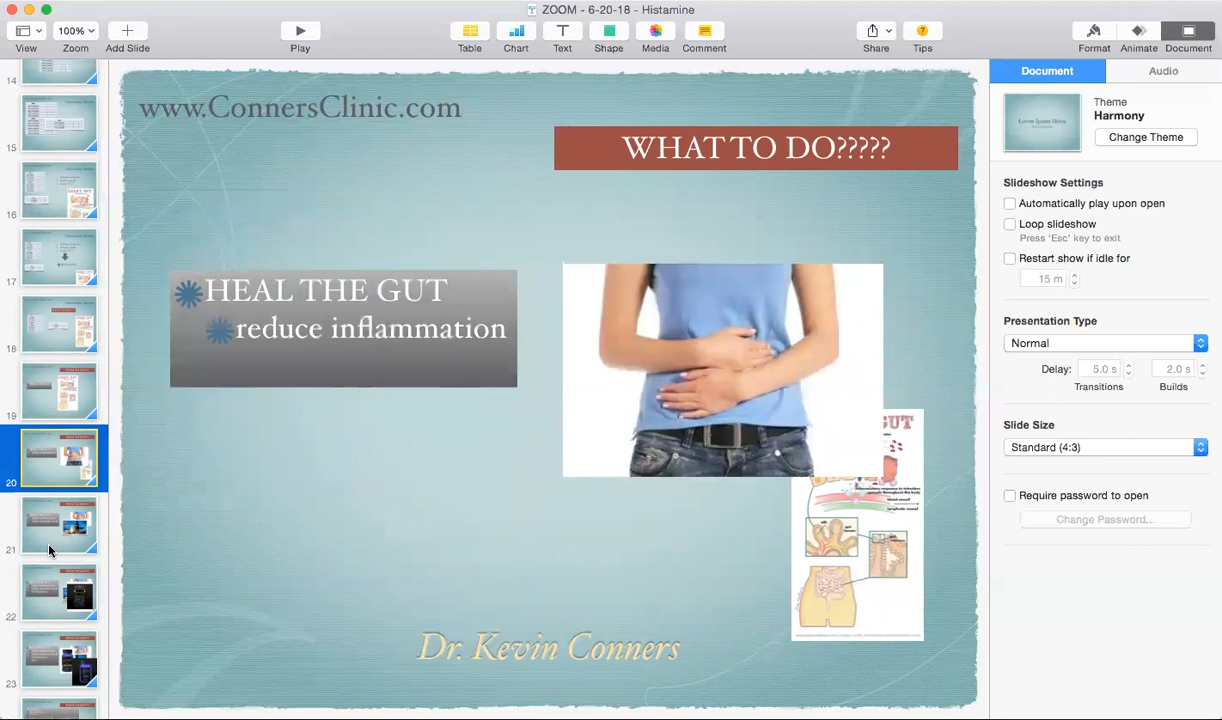 ZOOM - 6-20-18 - Histamine
View
100%
Zoom
Add Slide
Play
Table
Chart
Text
Shape
Media
Comment
Share
Tips
Format
Animate
Document
14
15
16
17
18
19
20
21
22
23
www.ConnersClinic.com
WHAT TO DO?????
HEAL THE GUT
reduce inflammation
GUT
Dr. Kevin Conners
Document
Audio
Theme
Harmony
Change Theme
Slideshow Settings
Automatically play upon open
Loop slideshow
Press 'Esc' key to exit
Restart show if idle for
15 m
Presentation Type
Normal
Delay: 5.0 s 2.0 s
Transitions Builds
Slide Size
Standard (4:3)
Require password to open
Change Password...